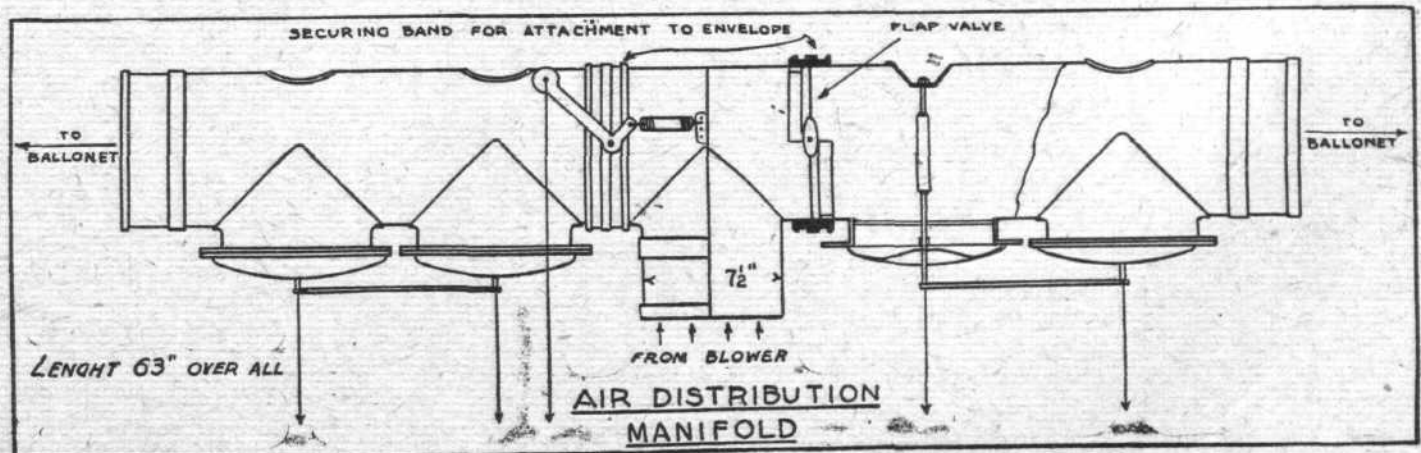 SECURING BAND FOR ATTACHMENT TO ENVELOPE
FLAP VALVE
TO
BALLONET
TO
BALLONET
7½"
FROM BLOWER
LENGHT 63" OVER ALL
AIR DISTRIBUTION
MANIFOLD